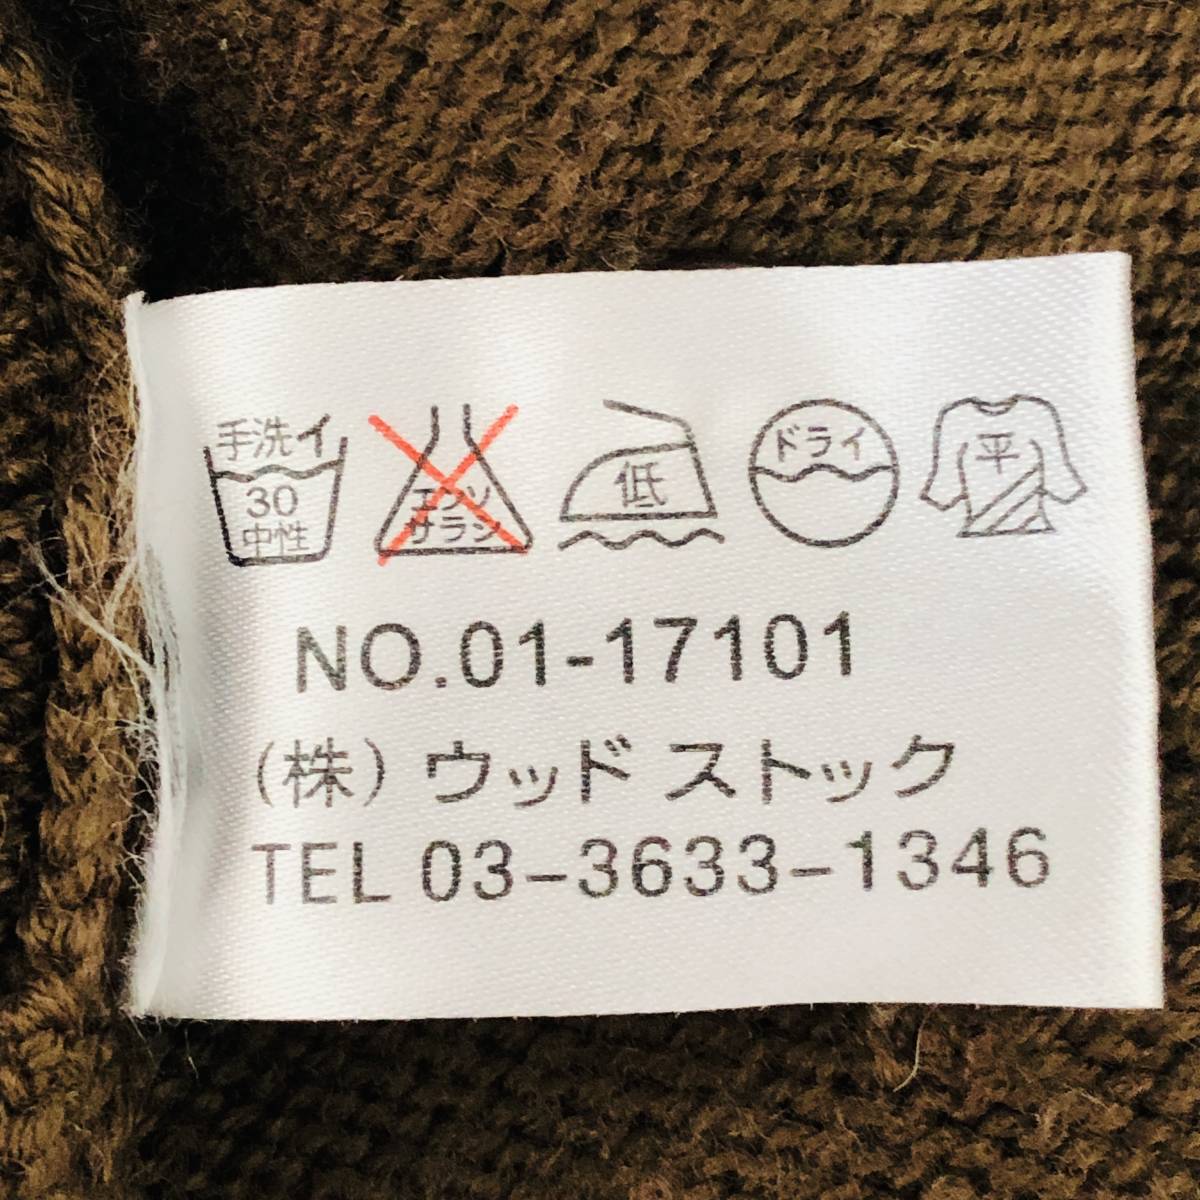 手洗イ
30
中性
エンソ
サラシ
低
ドライ
平
NO.01-17101
(株) ウッド ストック
TEL 03-3633-1346